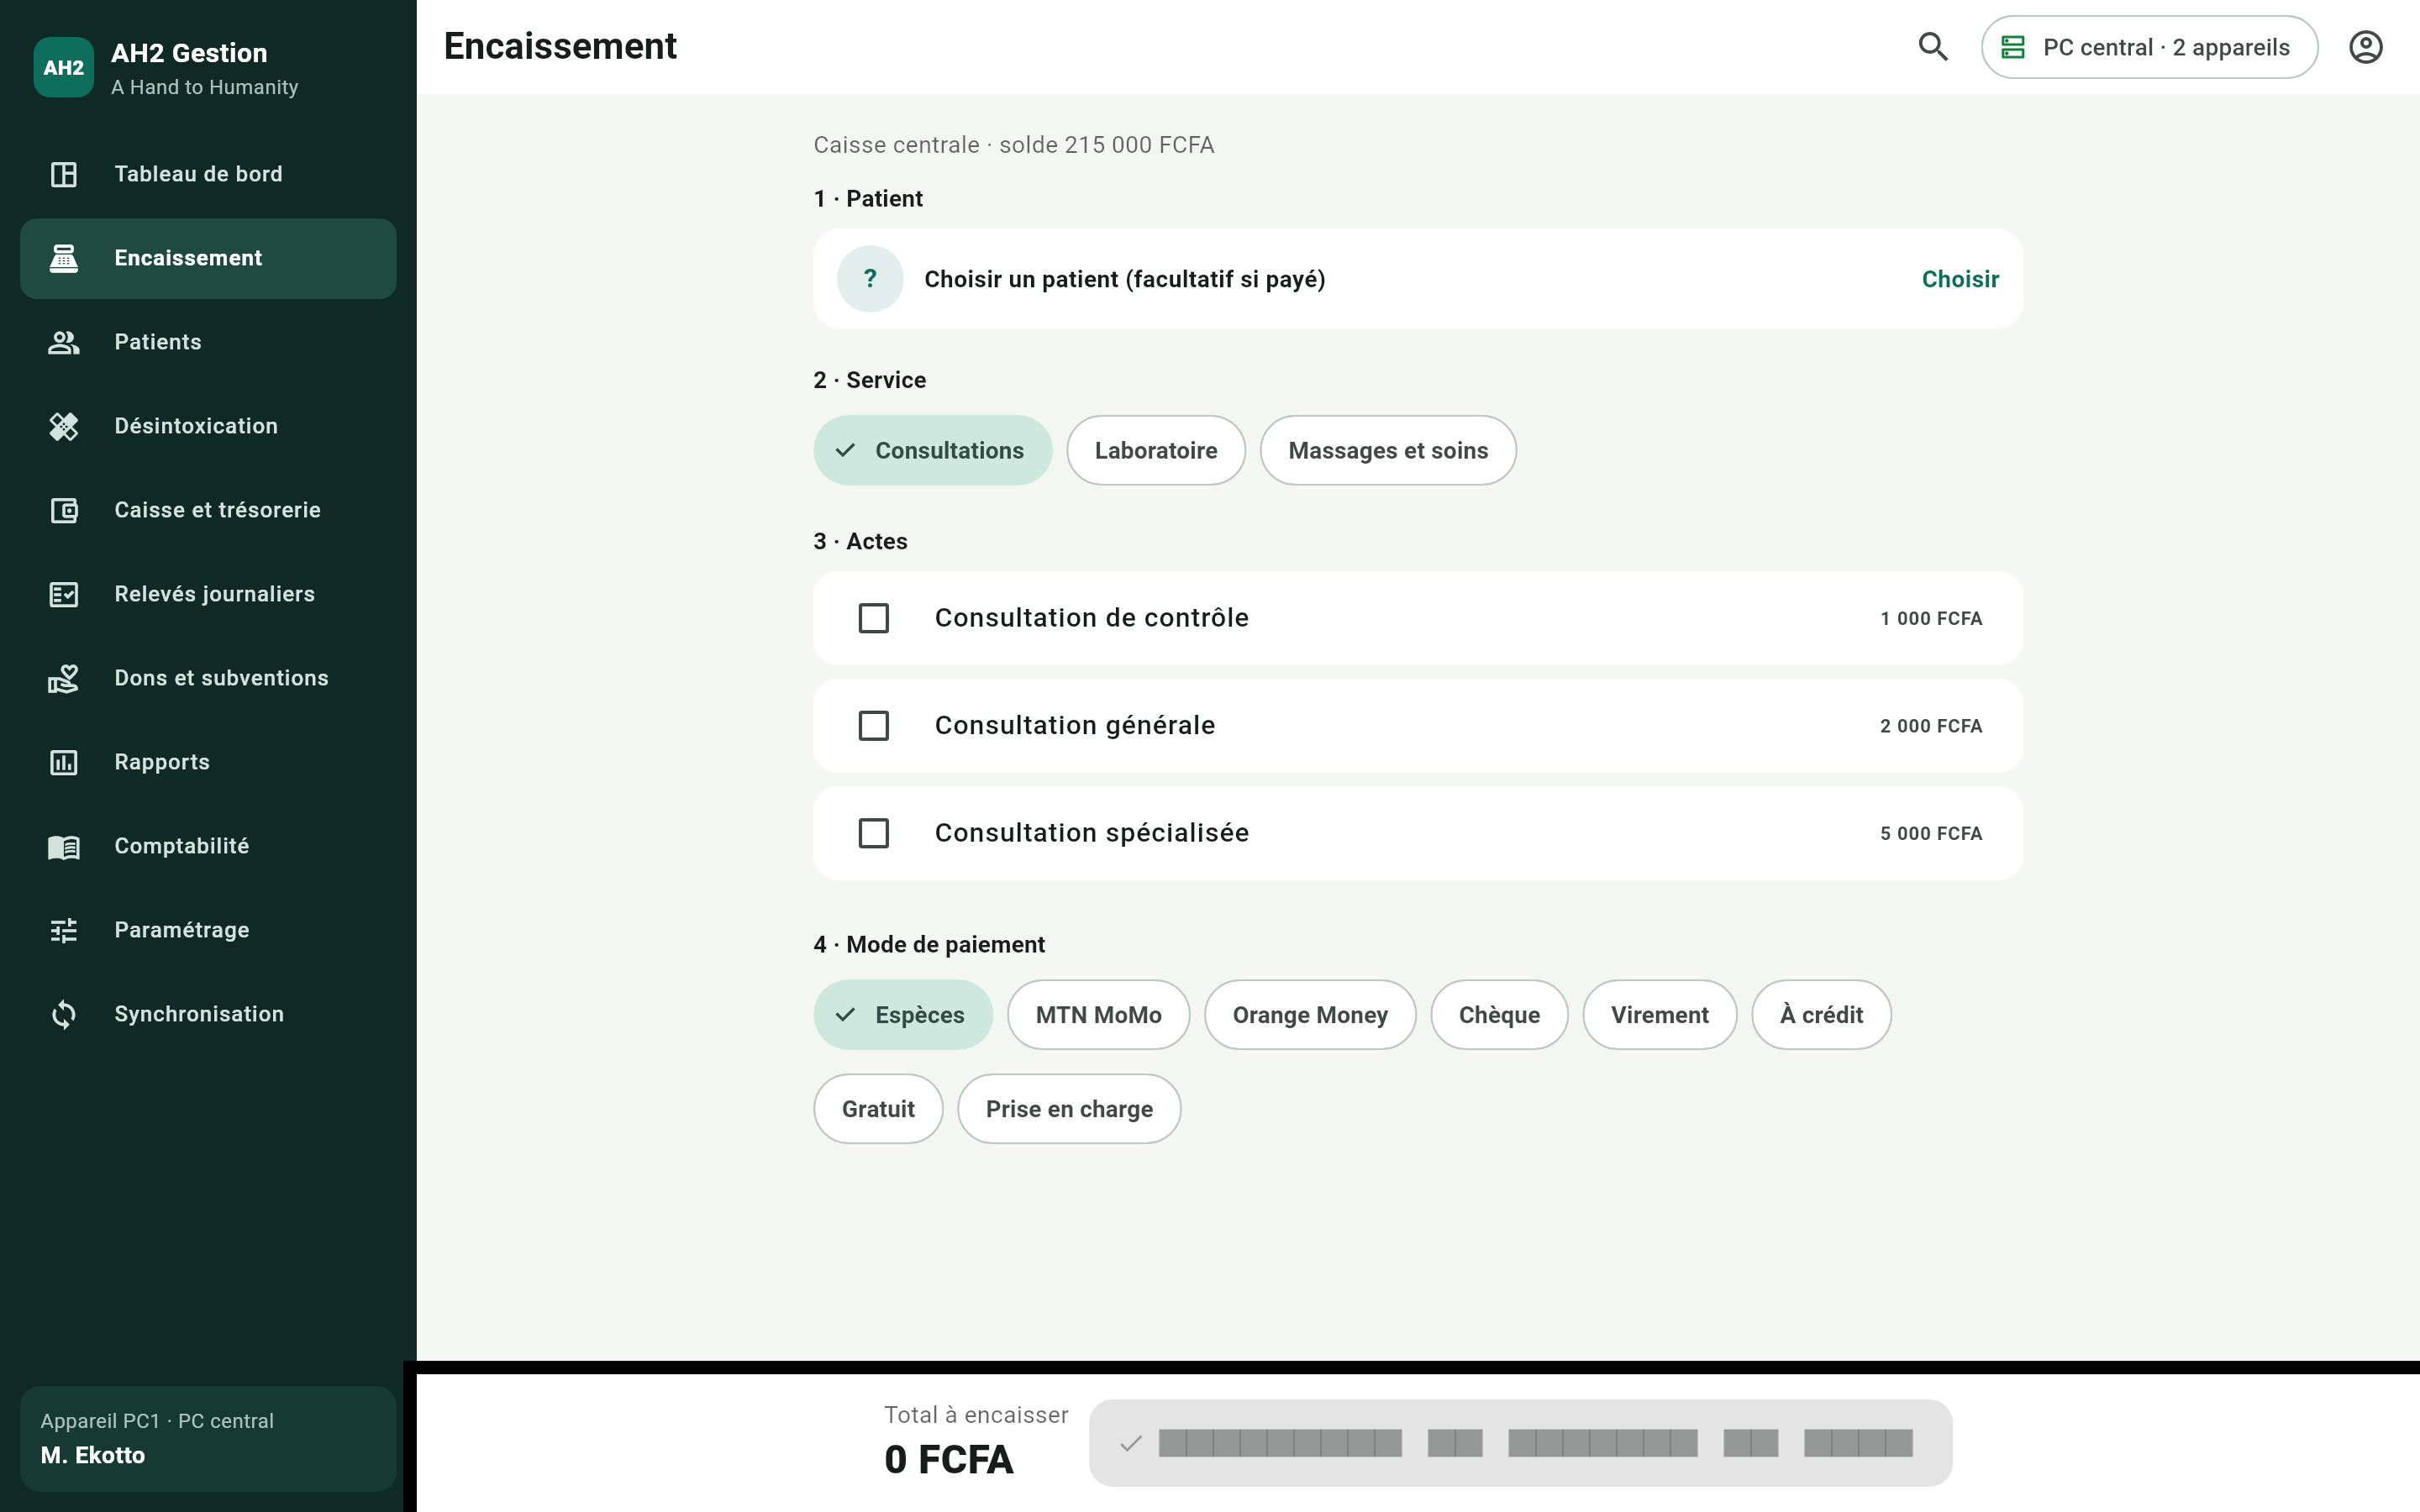 AH2
AH2 Gestion
A Hand to Humanity
Tableau de bord
Encaissement
Patients
Désintoxication
Caisse et trésorerie
Relevés journaliers
Dons et subventions
Rapports
Comptabilité
Paramétrage
Synchronisation
Appareil PC1 · PC central
M. Ekotto
Encaissement
PC central · 2 appareils
Caisse centrale · solde 215 000 FCFA
1 · Patient
? Choisir un patient (facultatif si payé) Choisir
2 · Service
Consultations Laboratoire Massages et soins
3 · Actes
Consultation de contrôle 1 000 FCFA
Consultation générale 2 000 FCFA
Consultation spécialisée 5 000 FCFA
4 · Mode de paiement
Espèces MTN MoMo Orange Money Chèque Virement À crédit
Gratuit Prise en charge
Total à encaisser
0 FCFA